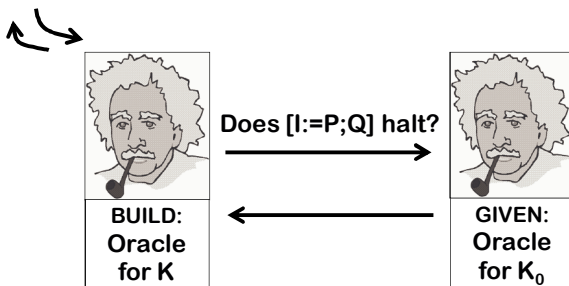 Does [I:=P;Q] halt?
BUILD:
Oracle
for K
GIVEN:
Oracle
for K₀